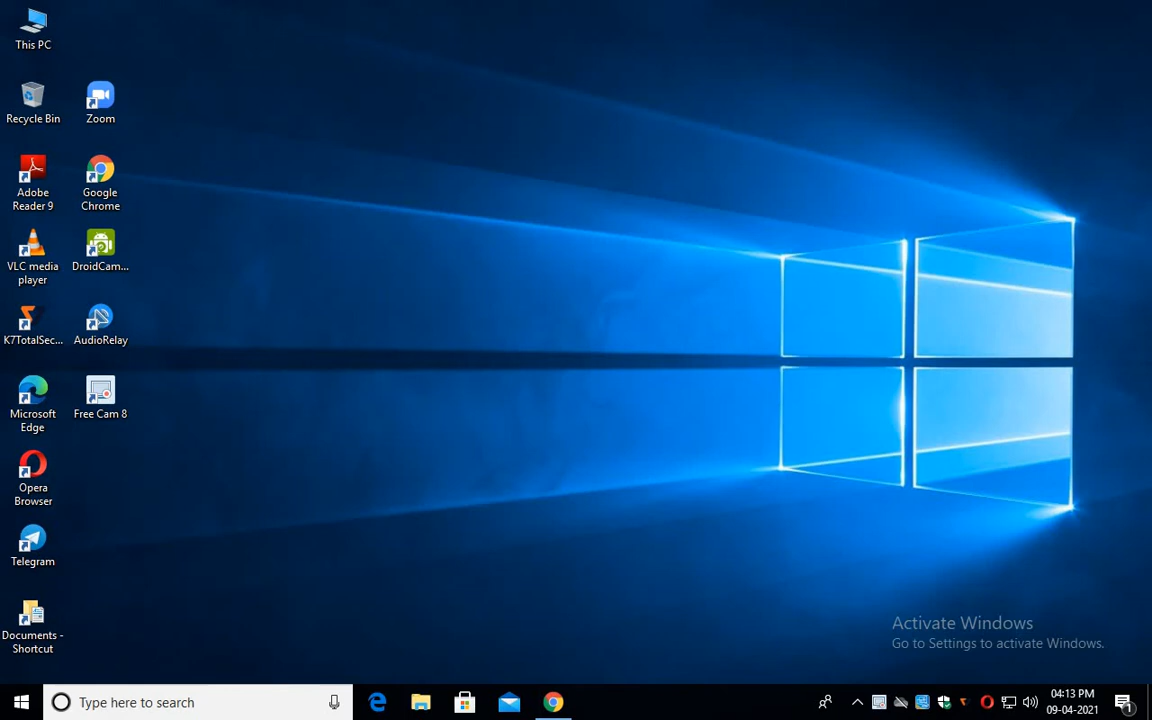 This PC
Recycle Bin
Zoom
Adobe
Reader 9
Google
Chrome
VLC media
player
DroidCam...
K7TotalSec...
AudioRelay
Microsoft
Edge
Free Cam 8
Opera
Browser
Telegram
Documents -
Shortcut
Activate Windows
Go to Settings to activate Windows.
Type here to search
04:13 PM
09-04-2021
1